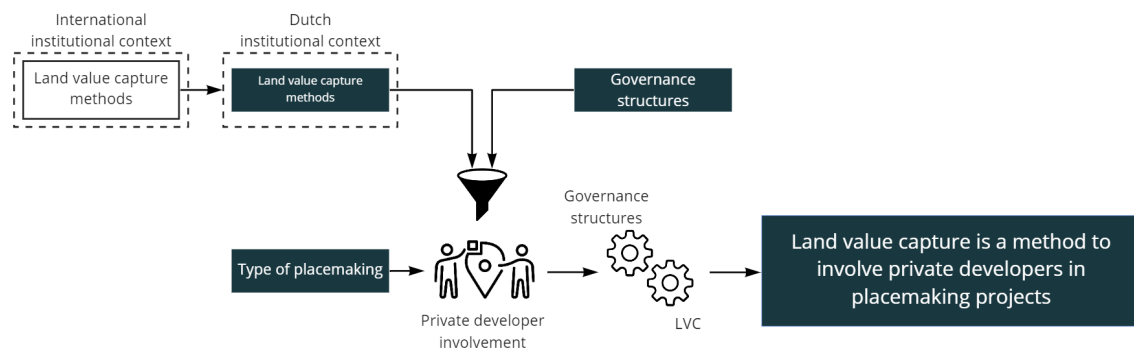 International
institutional context
Land value capture
methods
Dutch
institutional context
Land value capture
methods
Governance
structures
Type of placemaking
Private developer
involvement
Governance
structures
LVC
Land value capture is a method to
involve private developers in
placemaking projects